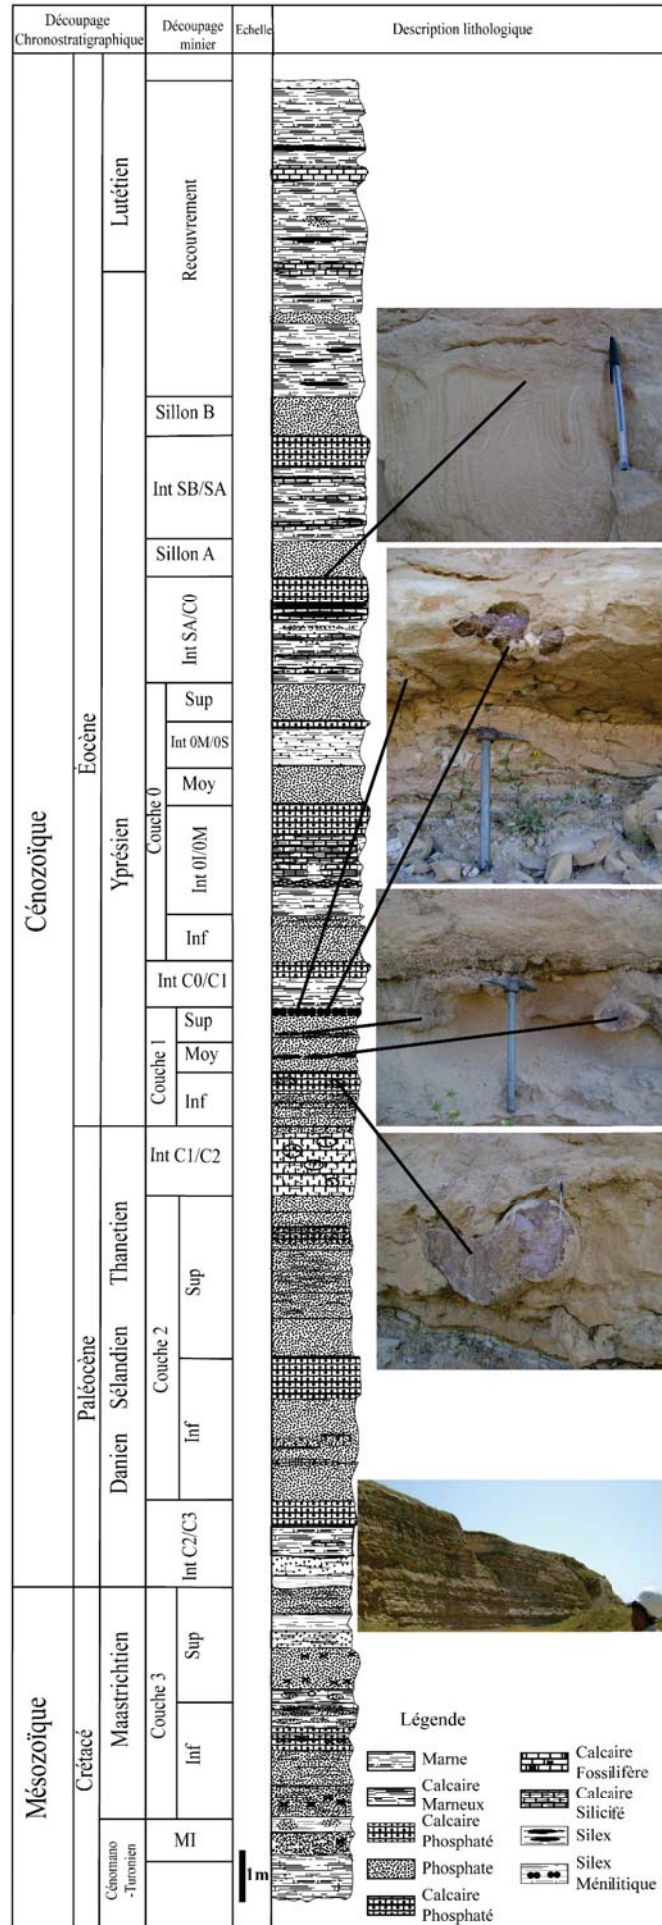 Découpage
Chronostratigraphique
Découpage
minier
Echelle
Description lithologique
Cénozoïque
Mésozoïque
Eocène
Paléocène
Crétacé
Lutétien
Yprésien
Thanetien
Sélandien
Danien
Maastrichtien
Cénomano
-Turonien
Recouvrement
Sillon B
Int SB/SA
Sillon A
Int SA/C0
Couche 0
Sup
Int 0M/0S
Moy
Int 0I/0M
Inf
Int C0/C1
Couche 1
Sup
Moy
Inf
Int C1/C2
Couche 2
Sup
Inf
Int C2/C3
Couche 3
Sup
Inf
MI
1m
Légende
Marne
Calcaire
Marneux
Calcaire
Phosphaté
Phosphate
Calcaire
Phosphaté
Calcaire
Fossilifère
Calcaire
Silicifé
Silex
Silex
Ménilitique